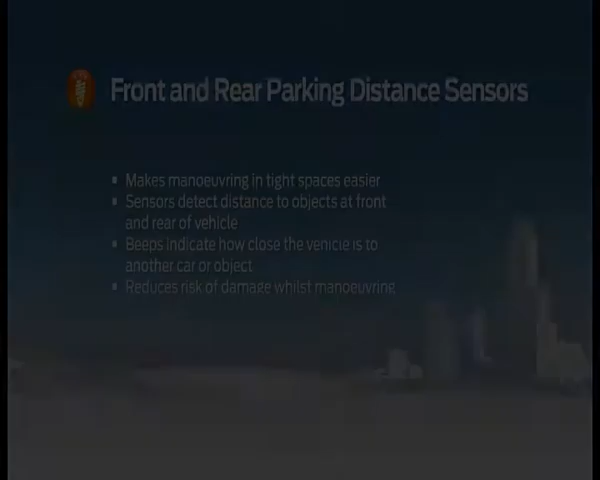 Front and Rear Parking Distance Sensors
▪ Makes manoeuvring in tight spaces easier
▪ Sensors detect distance to objects at front
and rear of vehicle
▪ Beeps indicate how close the vehicle is to
another car or object
▪ Reduces risk of damage whilst manoeuvring